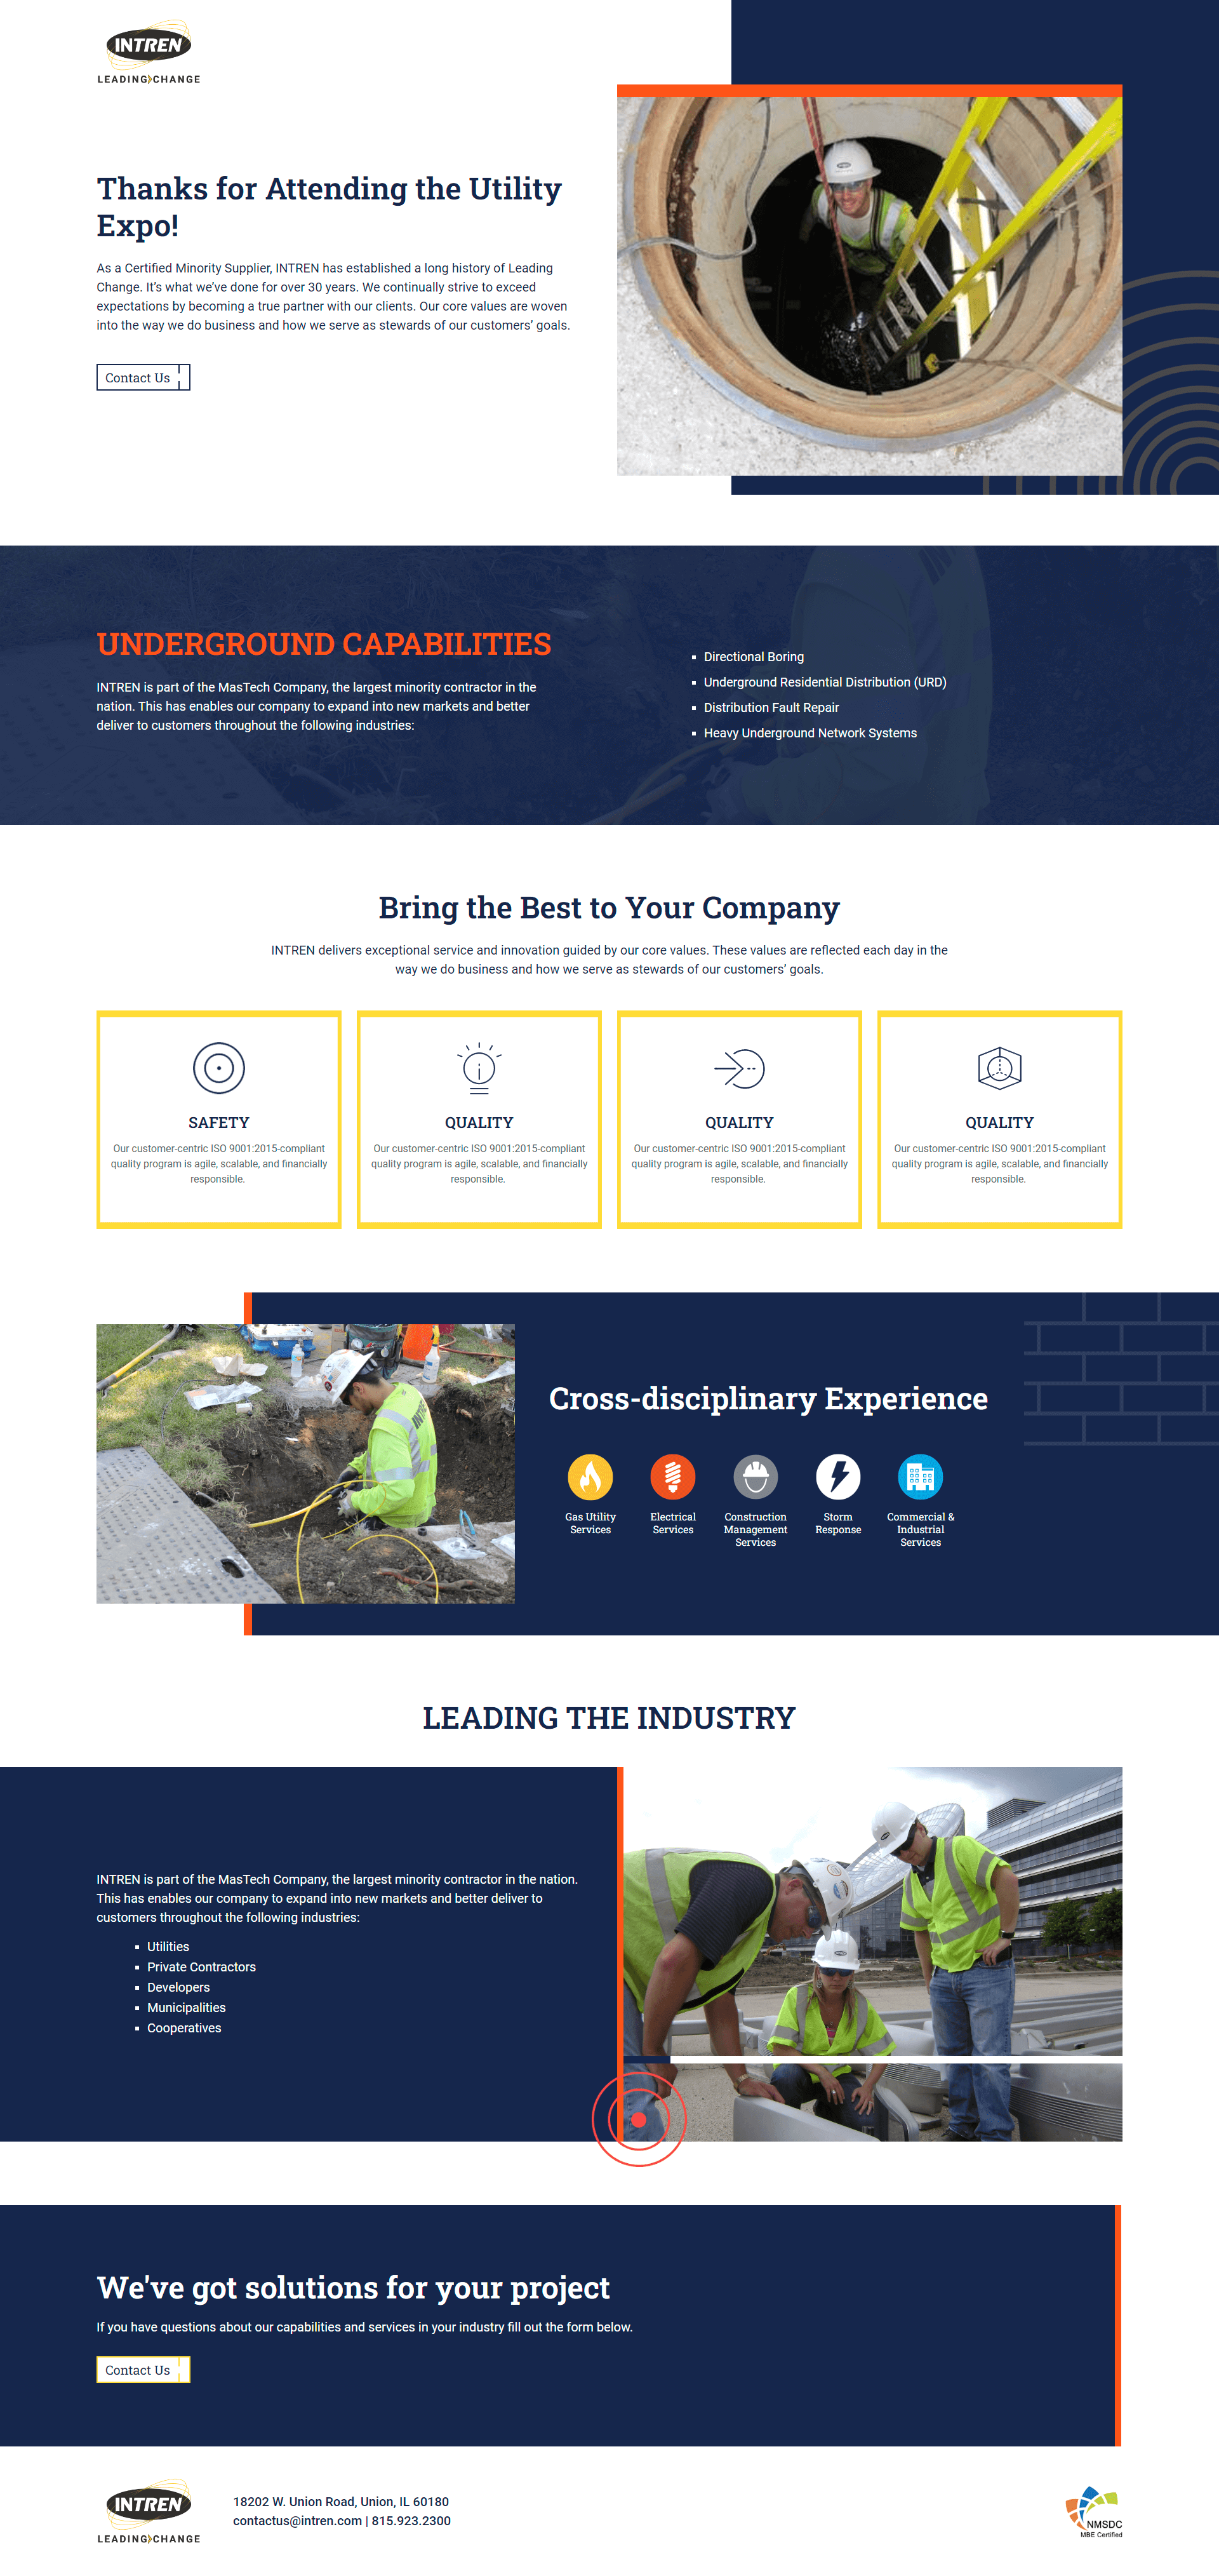 INTREN
LEADING CHANGE
Thanks for Attending the Utility
Expo!
As a Certified Minority Supplier, INTREN has established a long history of Leading
Change. It's what we've done for over 30 years. We continually strive to exceed
expectations by becoming a true partner with our clients. Our core values are woven
into the way we do business and how we serve as stewards of our customers' goals.
Contact Us
UNDERGROUND CAPABILITIES
INTREN is part of the MasTech Company, the largest minority contractor in the
nation. This has enables our company to expand into new markets and better
deliver to customers throughout the following industries:
Directional Boring
Underground Residential Distribution (URD)
Distribution Fault Repair
Heavy Underground Network Systems
Bring the Best to Your Company
INTREN delivers exceptional service and innovation guided by our core values. These values are reflected each day in the
way we do business and how we serve as stewards of our customers' goals.
SAFETY
Our customer-centric ISO 9001:2015-compliant
quality program is agile, scalable, and financially
responsible.
QUALITY
Our customer-centric ISO 9001:2015-compliant
quality program is agile, scalable, and financially
responsible.
QUALITY
Our customer-centric ISO 9001:2015-compliant
quality program is agile, scalable, and financially
responsible.
QUALITY
Our customer-centric ISO 9001:2015-compliant
quality program is agile, scalable, and financially
responsible.
Cross-disciplinary Experience
Gas Utility
Services
Electrical
Services
Construction
Management
Services
Storm
Response
Commercial &
Industrial
Services
LEADING THE INDUSTRY
INTREN is part of the MasTech Company, the largest minority contractor in the nation.
This has enables our company to expand into new markets and better deliver to
customers throughout the following industries:
Utilities
Private Contractors
Developers
Municipalities
Cooperatives
We've got solutions for your project
If you have questions about our capabilities and services in your industry fill out the form below.
Contact Us
INTREN
LEADING CHANGE
18202 W. Union Road, Union, IL 60180
contactus@intren.com | 815.923.2300
NMSDC
MBE Certified